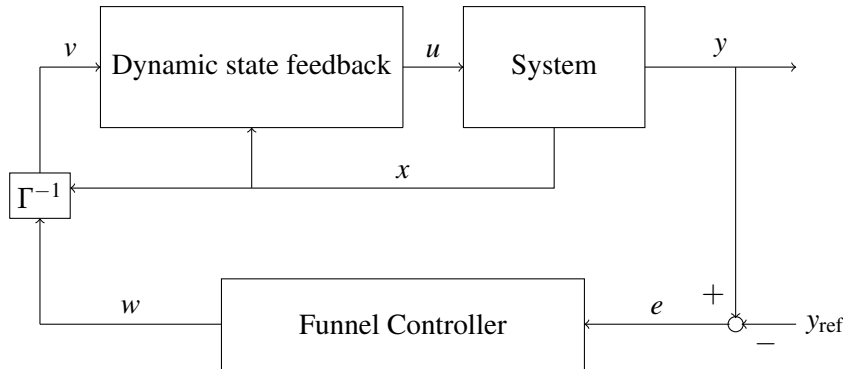 v
Dynamic state feedback
u
System
y
x
Γ⁻¹
w
Funnel Controller
e
+
−
y_ref